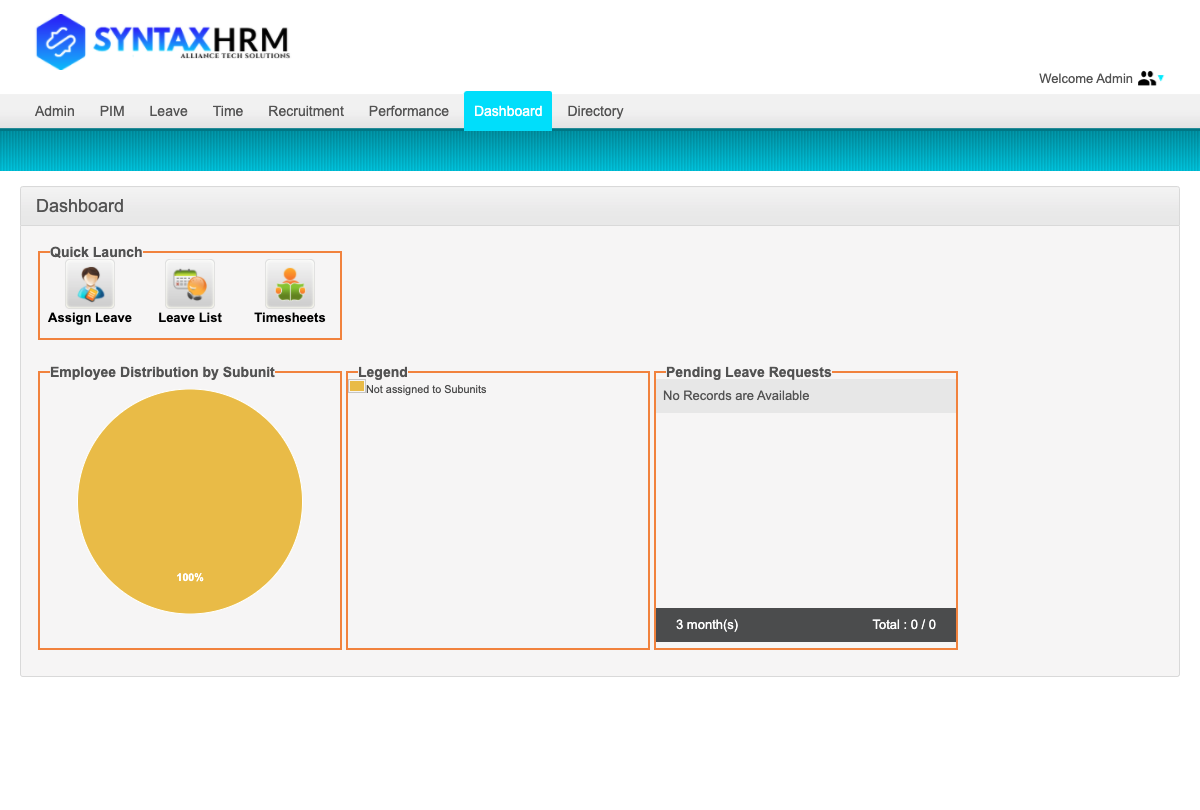 SYNTAXHRM
ALLIANCE TECH SOLUTIONS
Welcome Admin
Admin PIM Leave Time Recruitment Performance Dashboard Directory
Dashboard
Quick Launch
Assign Leave Leave List Timesheets
Employee Distribution by Subunit
100%
Legend
Not assigned to Subunits
Pending Leave Requests
No Records are Available
3 month(s) Total : 0 / 0